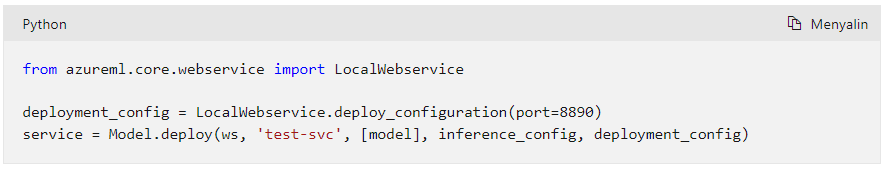 Python
Menyalin
from azureml.core.webservice import LocalWebservice
deployment_config = LocalWebservice.deploy_configuration(port=8890)
service = Model.deploy(ws, 'test-svc', [model], inference_config, deployment_config)